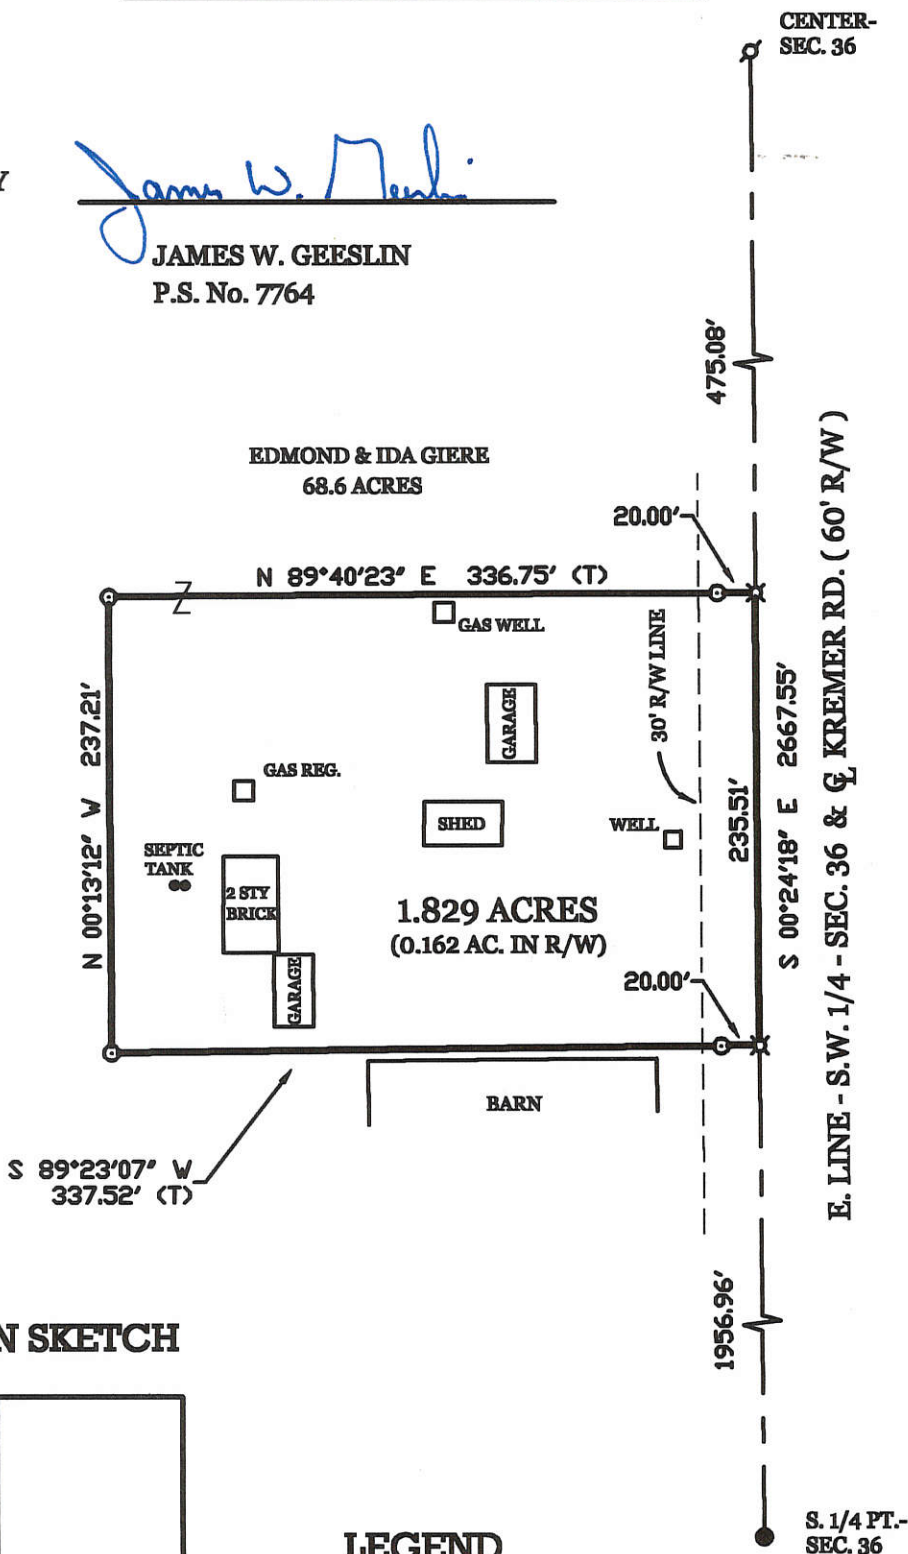 CENTER-
SEC. 36
Y
James W. Geeslin
JAMES W. GEESLIN
P.S. No. 7764
475.08'
EDMOND & IDA GIERE
68.6 ACRES
20.00'
N 89°40'23" E 336.75' (T)
GAS WELL
30' R/W LINE
GARAGE
N 00°13'12" W 237.21'
GAS REG.
SHED
WELL
235.51'
S 00°24'18" E 2667.55'
E. LINE - S.W. 1/4 - SEC. 36 & ℄ KREMER RD. ( 60' R/W )
SEPTIC
TANK
2 STY
BRICK
1.829 ACRES
(0.162 AC. IN R/W)
GARAGE
20.00'
BARN
S 89°23'07" W
337.52' (T)
1956.96'
N SKETCH
LEGEND
S. 1/4 PT.-
SEC. 36